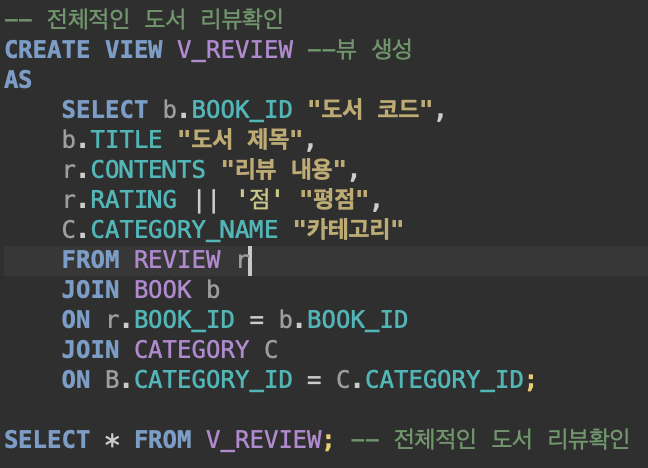 -- 전체적인 도서 리뷰확인
CREATE VIEW V_REVIEW --뷰 생성
AS
SELECT b.BOOK_ID "도서 코드",
b.TITLE "도서 제목",
r.CONTENTS "리뷰 내용",
r.RATING || '점' "평점",
C.CATEGORY_NAME "카테고리"
FROM REVIEW r
JOIN BOOK b
ON r.BOOK_ID = b.BOOK_ID
JOIN CATEGORY C
ON B.CATEGORY_ID = C.CATEGORY_ID;
SELECT * FROM V_REVIEW; -- 전체적인 도서 리뷰확인